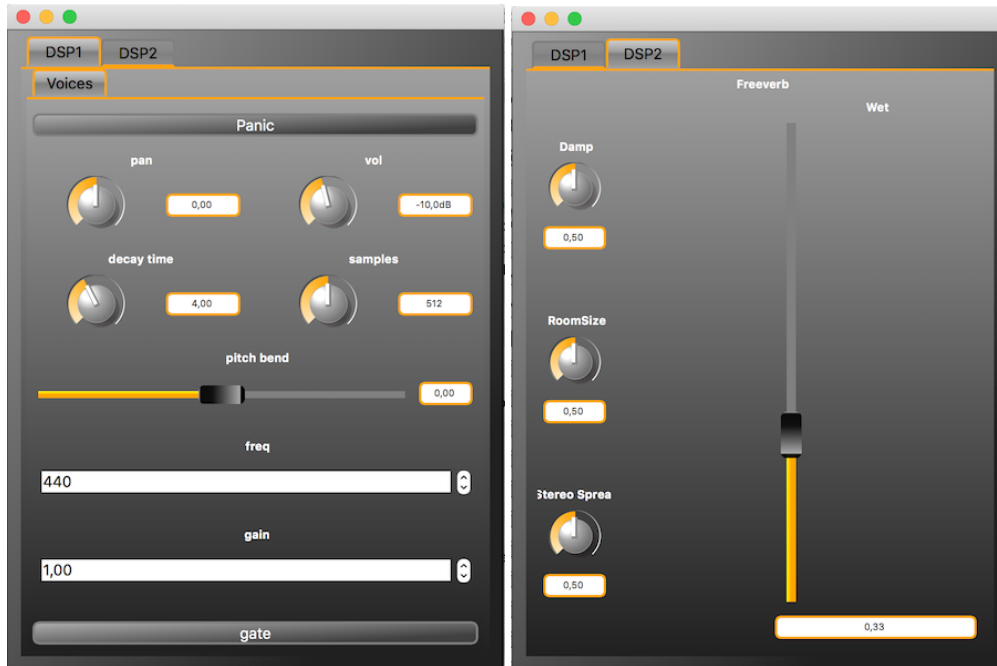 DSP1 DSP2
Voices
Panic
pan vol
0,00 -10,0dB
decay time samples
4,00 512
pitch bend
0,00
freq
440
gain
1,00
gate
DSP1 DSP2
Freeverb
Wet
Damp
0,50
RoomSize
0,50
Stereo Sprea
0,50
0,33